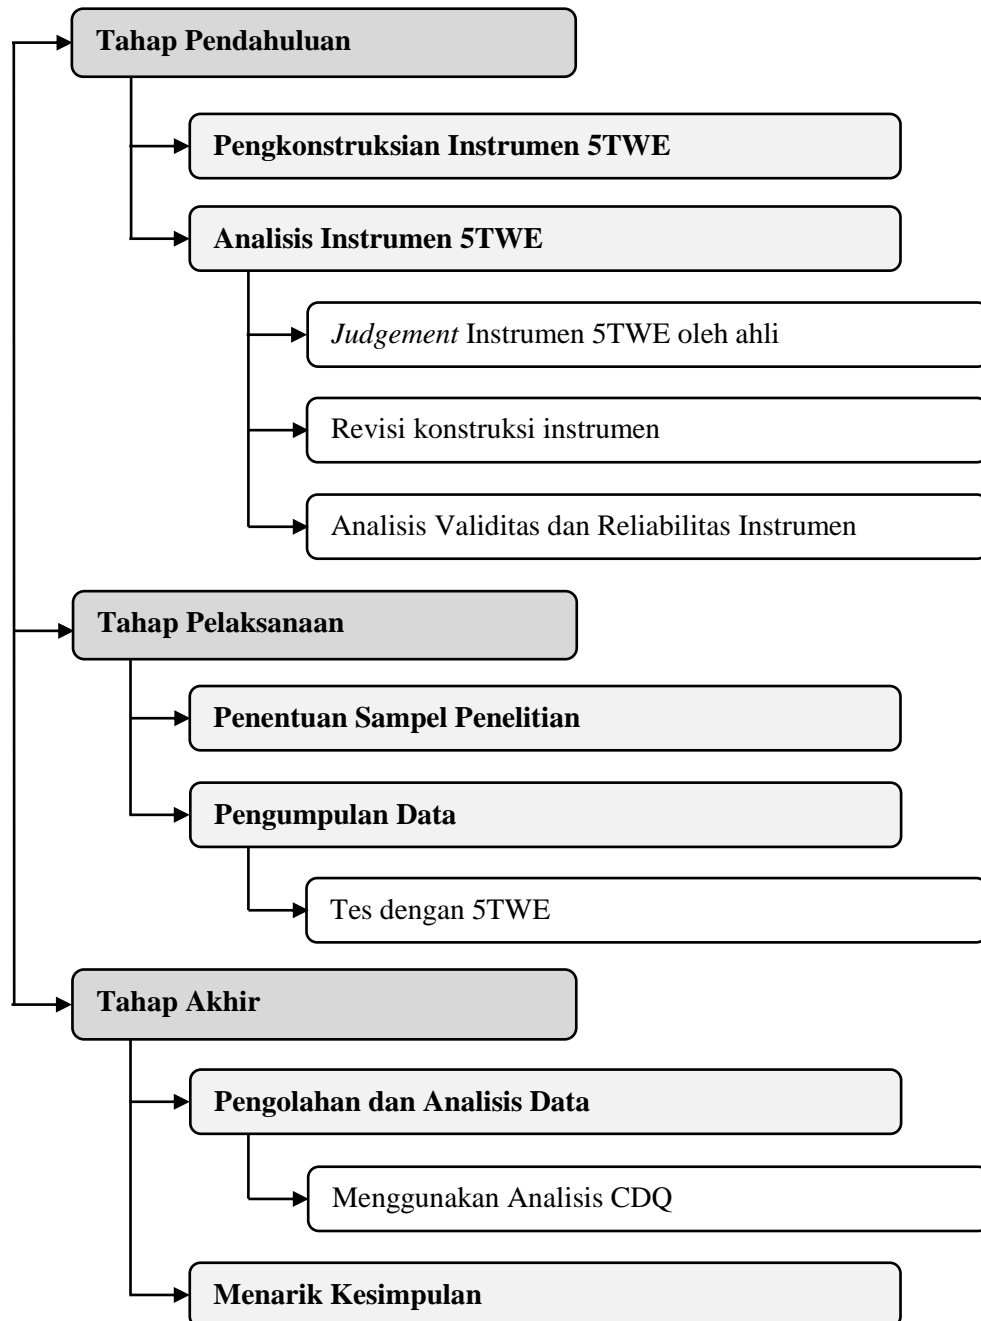 Tahap Pendahuluan
Pengkonstruksian Instrumen 5TWE
Analisis Instrumen 5TWE
Judgement Instrumen 5TWE oleh ahli
Revisi konstruksi instrumen
Analisis Validitas dan Reliabilitas Instrumen
Tahap Pelaksanaan
Penentuan Sampel Penelitian
Pengumpulan Data
Tes dengan 5TWE
Tahap Akhir
Pengolahan dan Analisis Data
Menggunakan Analisis CDQ
Menarik Kesimpulan